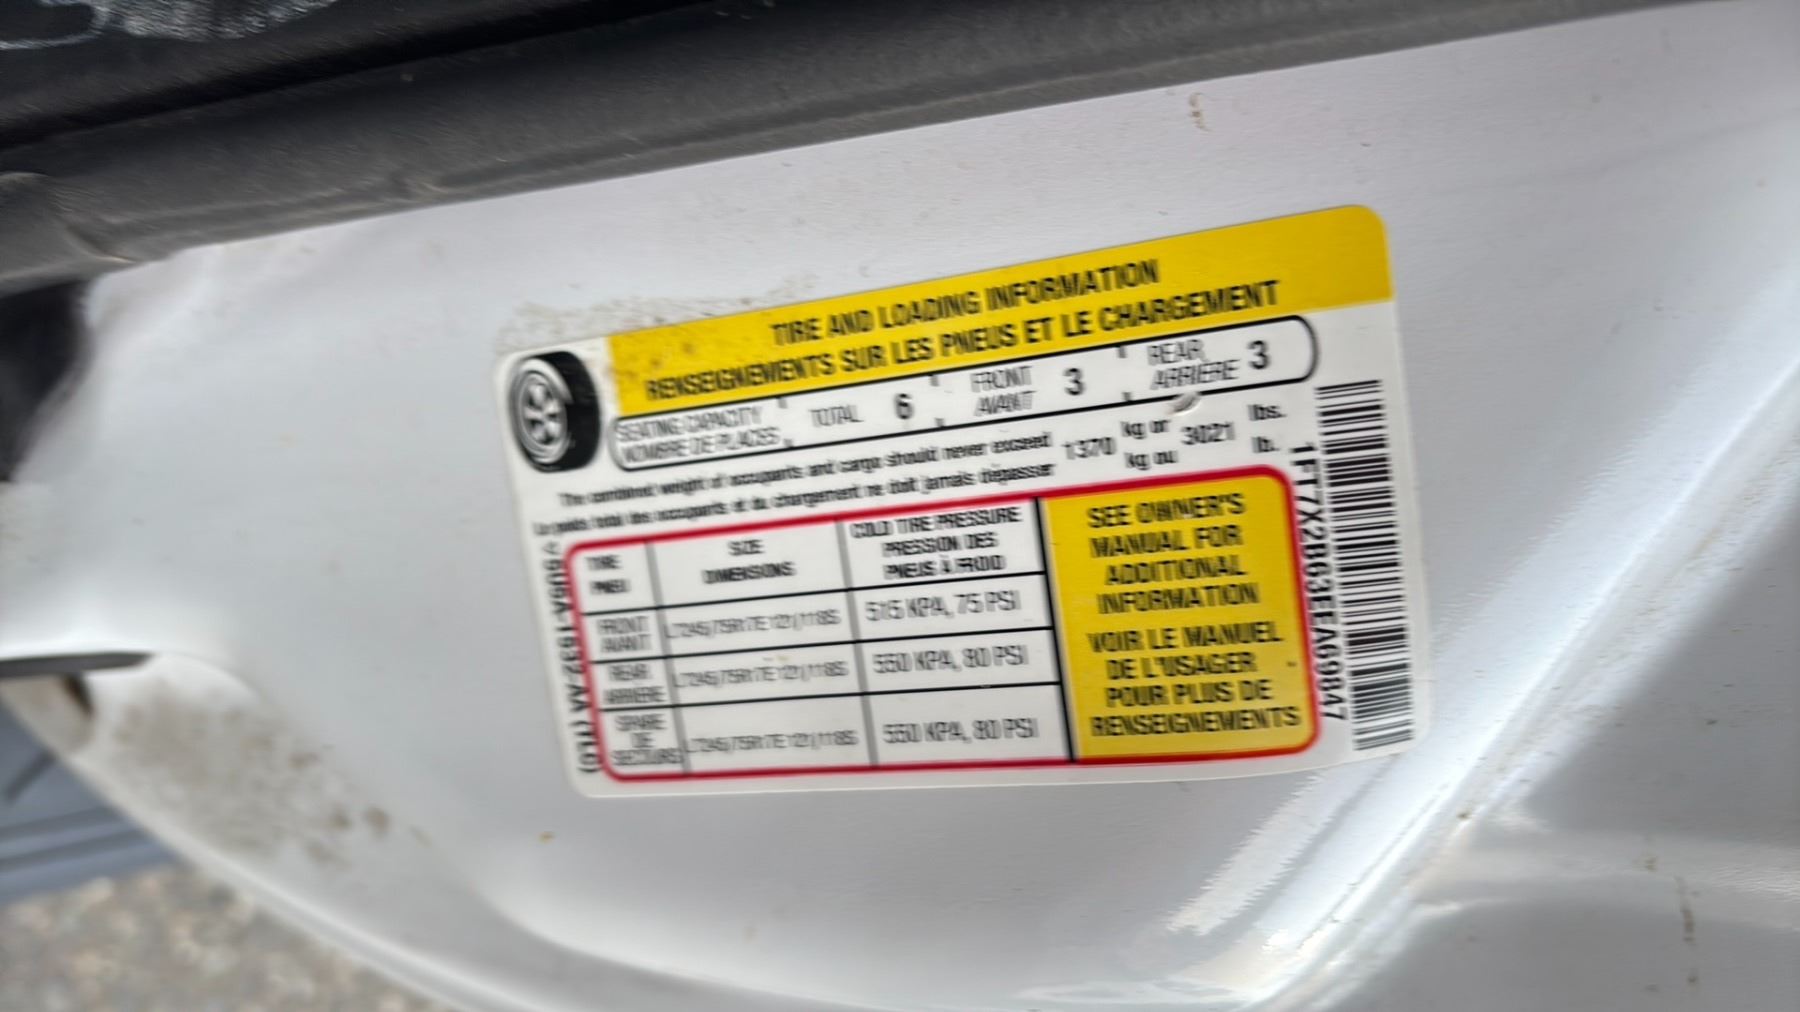 TIRE AND LOADING INFORMATION
RENSEIGNEMENTS SUR LES PNEUS ET LE CHARGEMENT
SEATING CAPACITY TOTAL 6 FRONT 3 REAR 3
NOMBRE DE PLACES AVANT ARRIÈRE
The combined weight of occupants and cargo should never exceed 1370 kg or 3021 lbs.
Le poids total des occupants et du chargement ne doit jamais dépasser kg ou lb.
TIRE SIZE COLD TIRE PRESSURE
PNEU DIMENSIONS PRESSION DES
PNEUS À FROID
FRONT LT245/75R17E 121/118S 515 KPA, 75 PSI
AVANT
REAR LT245/75R17E 121/118S 550 KPA, 80 PSI
ARRIÈRE
SPARE LT245/75R17E 121/118S 550 KPA, 80 PSI
DE
SECOURS
SEE OWNER'S
MANUAL FOR
ADDITIONAL
INFORMATION
VOIR LE MANUEL
DE L'USAGER
POUR PLUS DE
RENSEIGNEMENTS
1FT7X2B63EEA69847